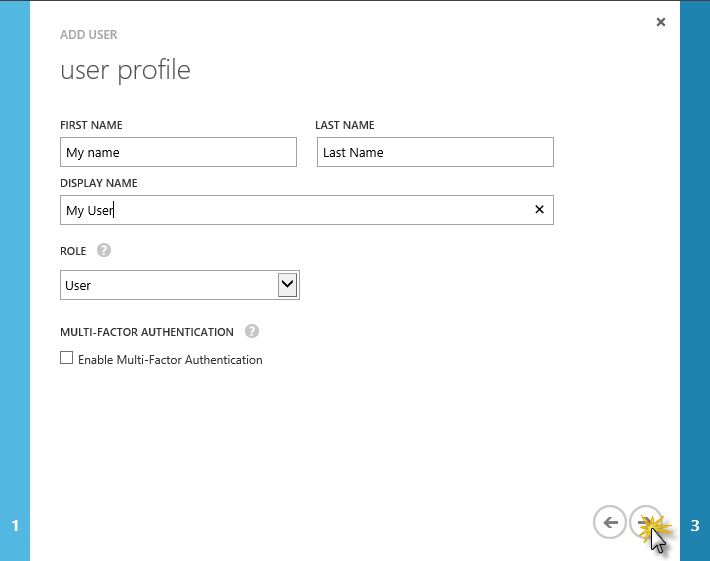 ADD USER
user profile
FIRST NAME LAST NAME
My name Last Name
DISPLAY NAME
My User
ROLE ?
User
MULTI-FACTOR AUTHENTICATION ?
Enable Multi-Factor Authentication
1 3